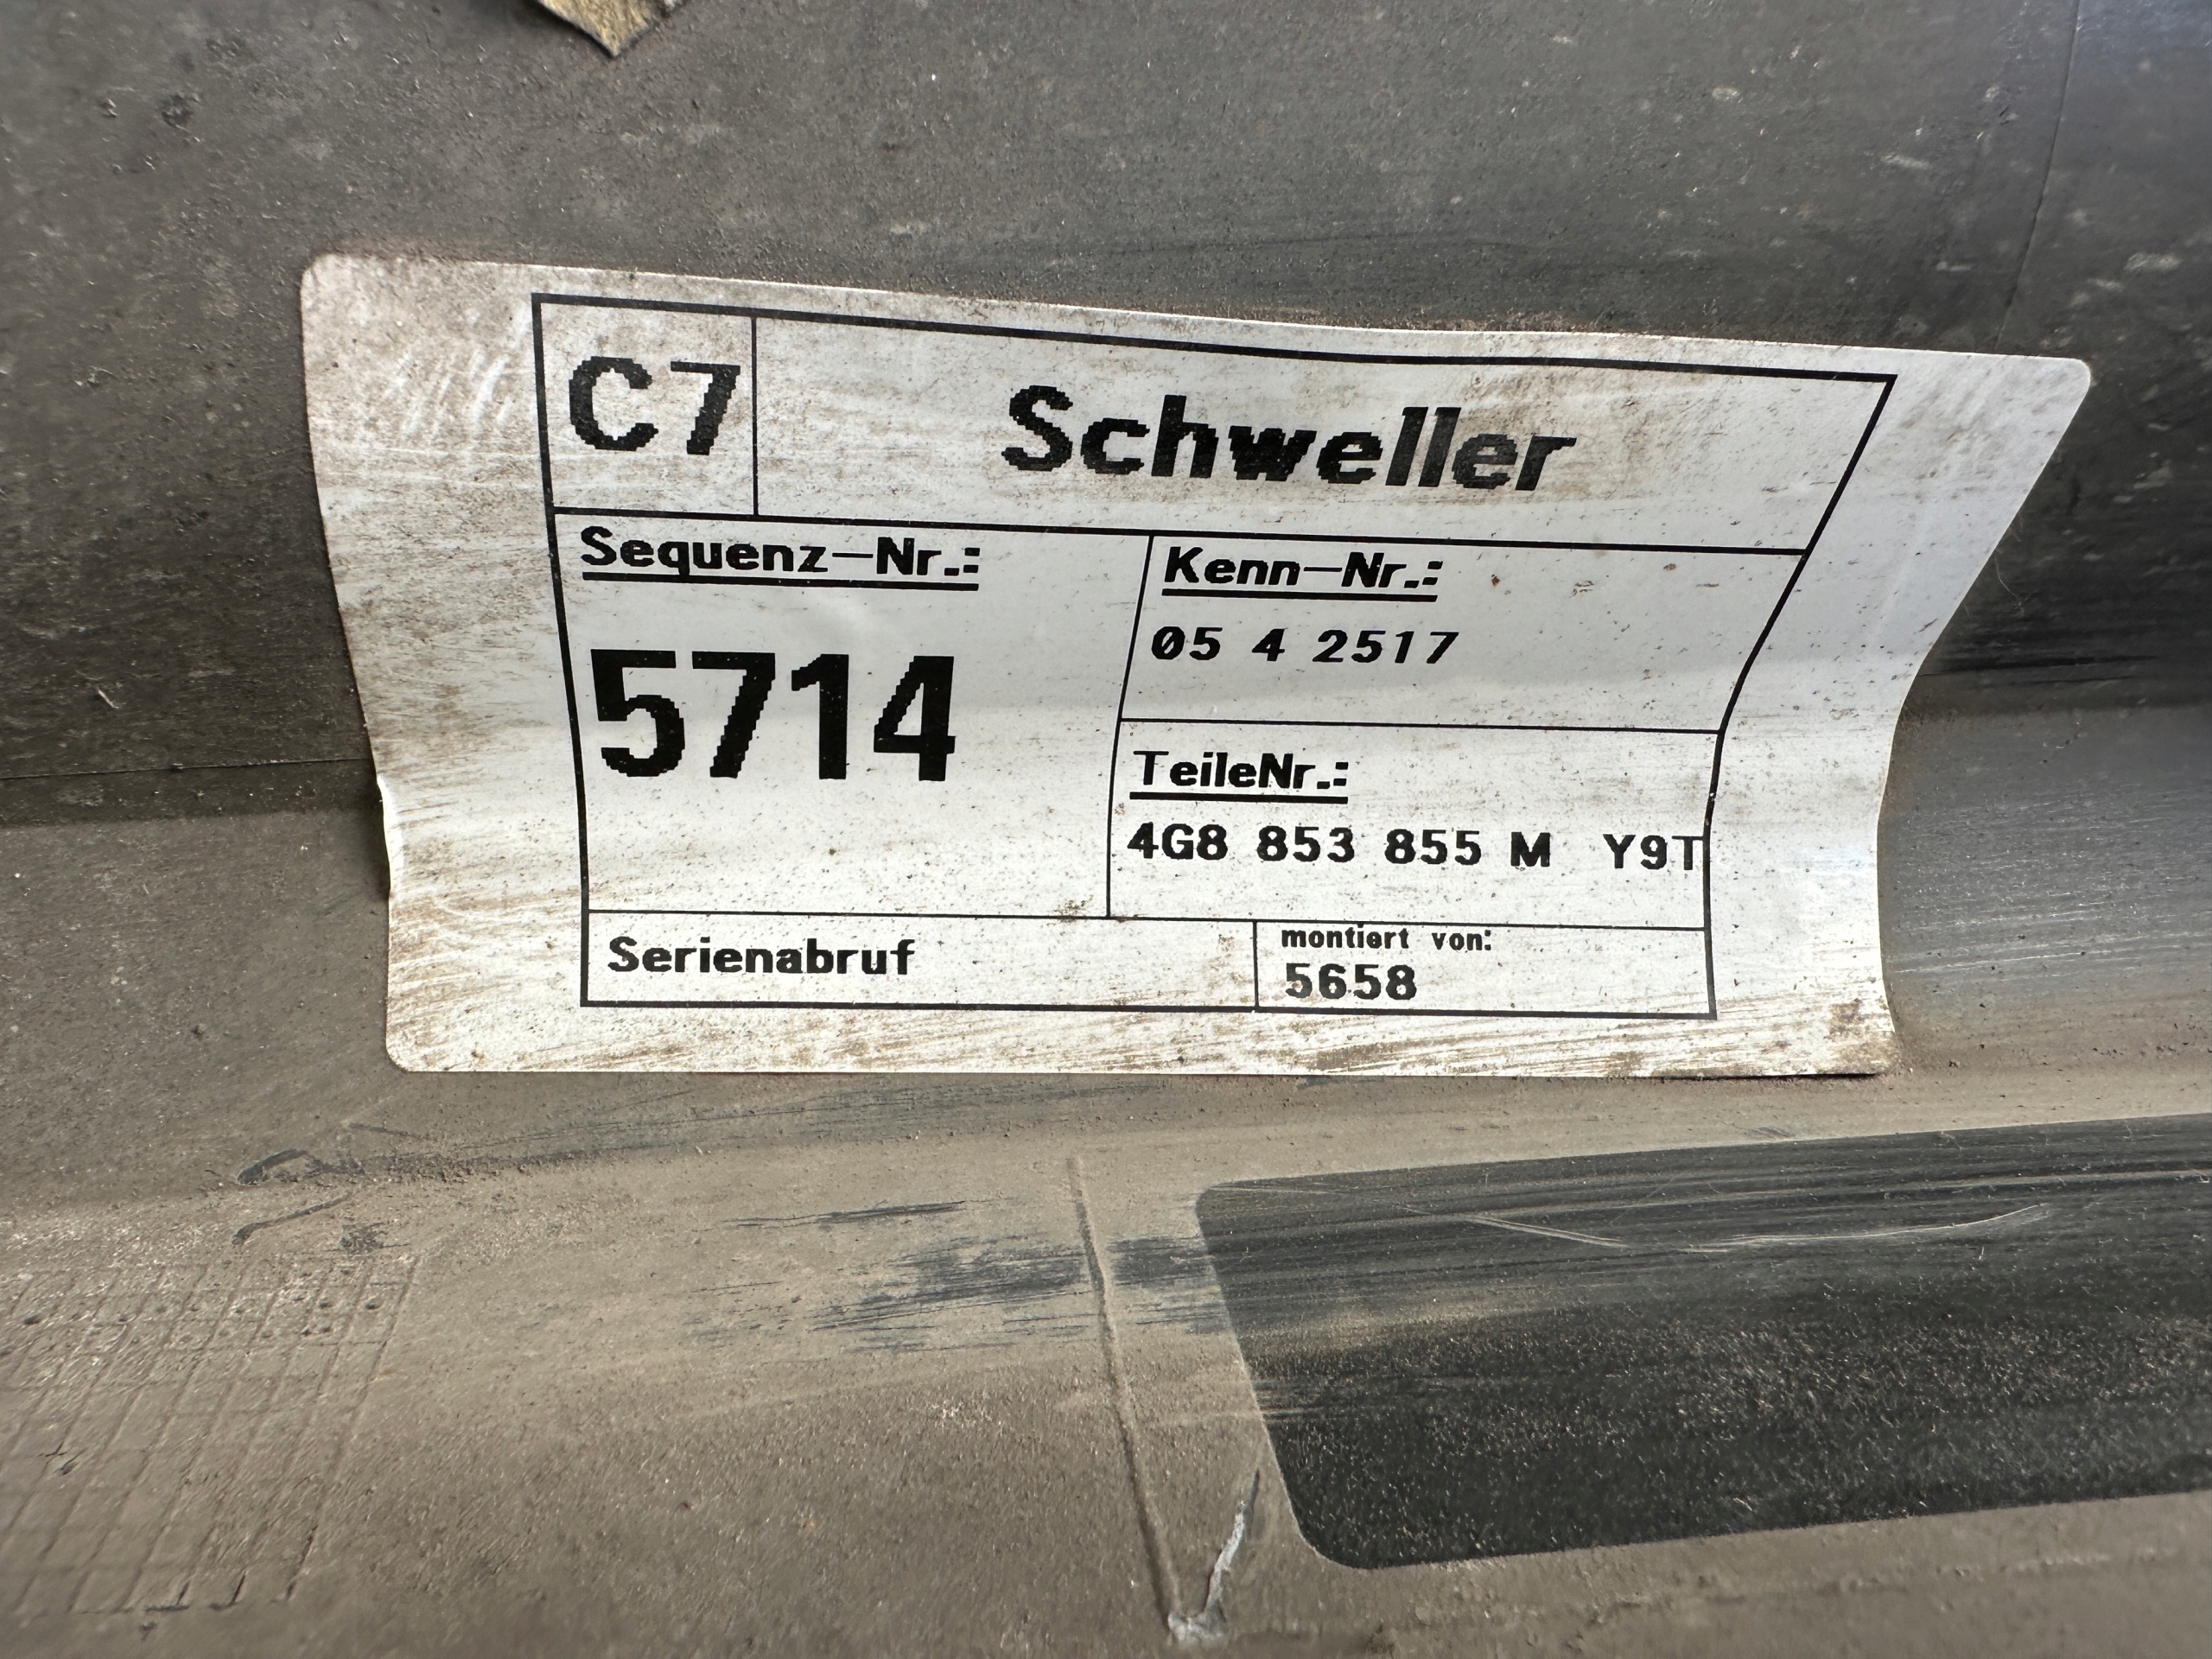 C7 Schweller
Sequenz-Nr.:
5714
Kenn-Nr.:
05 4 2517
TeileNr.:
4G8 853 855 M Y9T
Serienabruf
montiert von:
5658